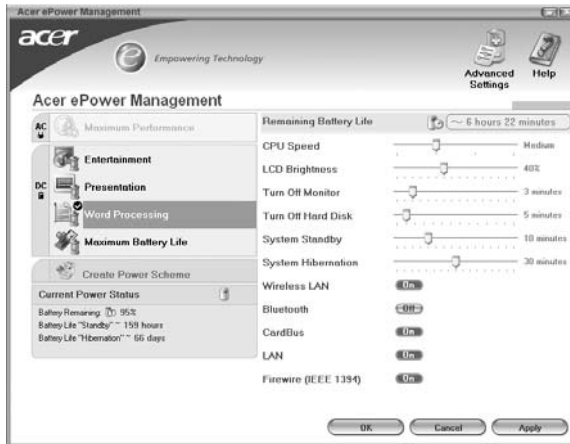 Acer ePower Management
acer
e Empowering Technology
Advanced Settings
Help
Acer ePower Management
AC
Maximum Performance
DC
Entertainment
Presentation
Word Processing
Maximum Battery Life
Create Power Scheme
Current Power Status
Battery Remaining: 95%
Battery Life "Standby" ~ 159 hours
Battery Life "Hibernation" ~ 66 days
Remaining Battery Life ~ 6 hours 22 minutes
CPU Speed Medium
LCD Brightness 40%
Turn Off Monitor 3 minutes
Turn Off Hard Disk 5 minutes
System Standby 10 minutes
System Hibernation 30 minutes
Wireless LAN On
Bluetooth Off
CardBus On
LAN On
Firewire (IEEE 1394) On
OK Cancel Apply